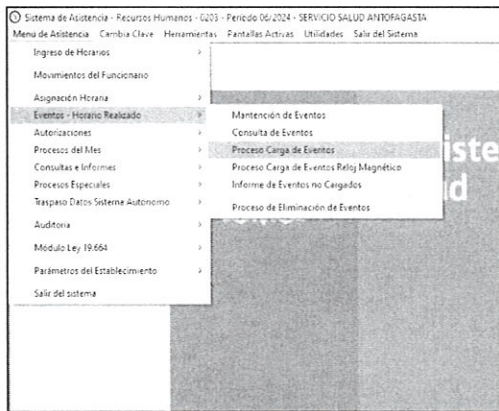 Sistema de Asistencia - Recursos Humanos - 0203 - Periodo 06/2024 - SERVICIO SALUD ANTOFAGASTA
Menú de Asistencia Cambia Clave Herramientas Pantallas Activas Utilidades Salir del Sistema
Ingreso de Horarios
Movimientos del Funcionario
Asignación Horaria
Eventos - Horario Realizado
Autorizaciones
Procesos del Mes
Consultas e Informes
Procesos Especiales
Traspaso Datos Sistema Autonomo
Auditoria
Módulo Ley 19.664
Parámetros del Establecimiento
Salir del sistema
Mantención de Eventos
Consulta de Eventos
Proceso Carga de Eventos
Proceso Carga de Eventos Reloj Magnético
Informe de Eventos no Cargados
Proceso de Eliminación de Eventos
iste
ud